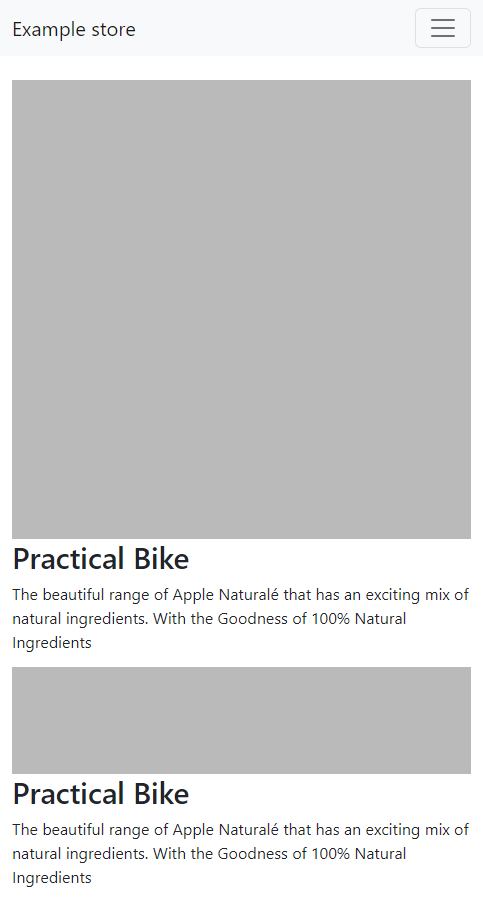 Example store
Practical Bike
The beautiful range of Apple Naturalé that has an exciting mix of
natural ingredients. With the Goodness of 100% Natural
Ingredients
Practical Bike
The beautiful range of Apple Naturalé that has an exciting mix of
natural ingredients. With the Goodness of 100% Natural
Ingredients